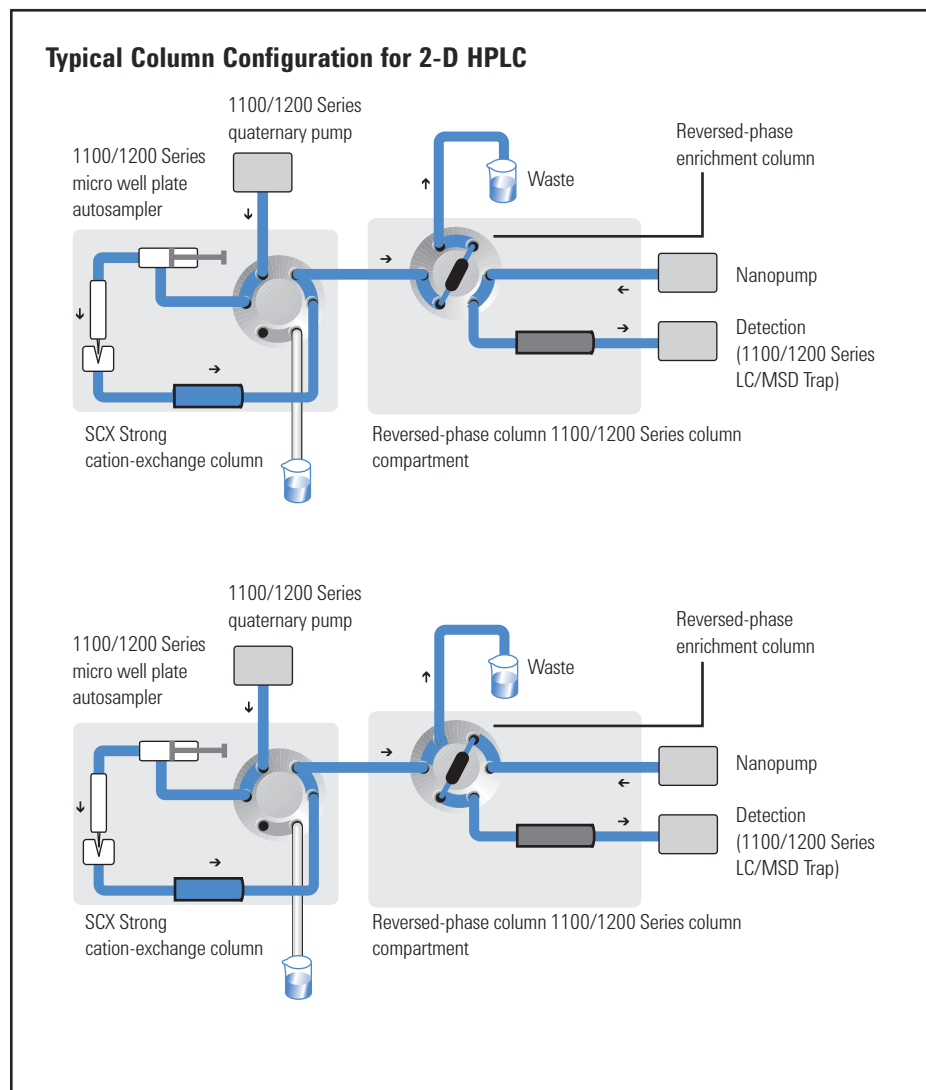 Typical Column Configuration for 2-D HPLC
1100/1200 Series
quaternary pump
1100/1200 Series
micro well plate
autosampler
Reversed-phase
enrichment column
Waste
Nanopump
Detection
(1100/1200 Series
LC/MSD Trap)
SCX Strong
cation-exchange column
Reversed-phase column 1100/1200 Series column
compartment
1100/1200 Series
quaternary pump
1100/1200 Series
micro well plate
autosampler
Reversed-phase
enrichment column
Waste
Nanopump
Detection
(1100/1200 Series
LC/MSD Trap)
SCX Strong
cation-exchange column
Reversed-phase column 1100/1200 Series column
compartment